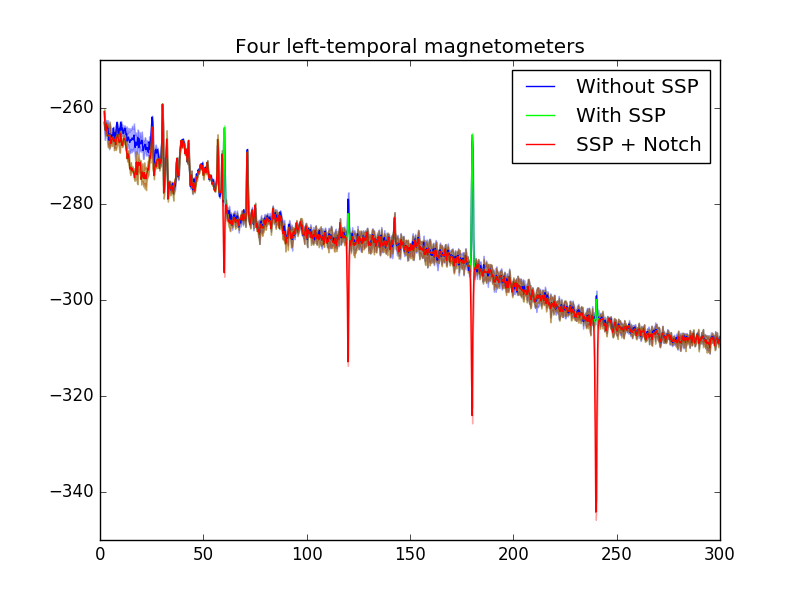 Four left-temporal magnetometers
Without SSP
With SSP
SSP + Notch
−260
−280
−300
−320
−340
0 50 100 150 200 250 300